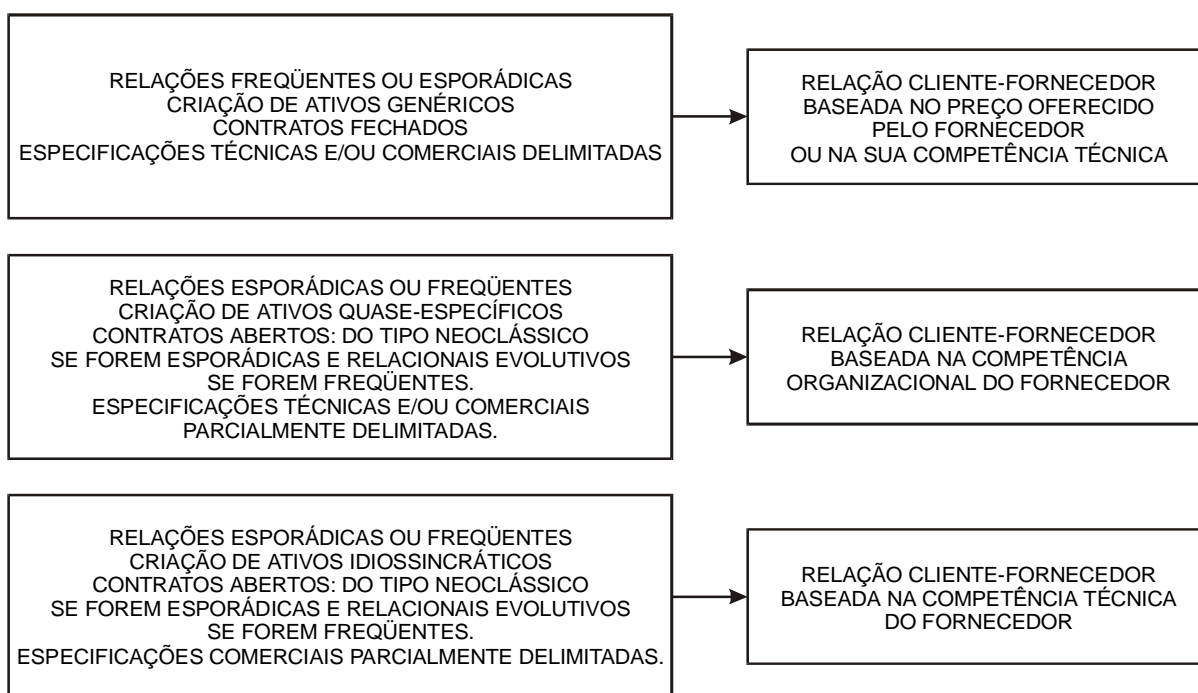 RELAÇÕES FREQÜENTES OU ESPORÁDICAS
CRIAÇÃO DE ATIVOS GENÉRICOS
CONTRATOS FECHADOS
ESPECIFICAÇÕES TÉCNICAS E/OU COMERCIAIS DELIMITADAS
RELAÇÃO CLIENTE-FORNECEDOR
BASEADA NO PREÇO OFERECIDO
PELO FORNECEDOR
OU NA SUA COMPETÊNCIA TÉCNICA
RELAÇÕES ESPORÁDICAS OU FREQÜENTES
CRIAÇÃO DE ATIVOS QUASE-ESPECÍFICOS
CONTRATOS ABERTOS: DO TIPO NEOCLÁSSICO
SE FOREM ESPORÁDICAS E RELACIONAIS EVOLUTIVOS
SE FOREM FREQÜENTES.
ESPECIFICAÇÕES TÉCNICAS E/OU COMERCIAIS
PARCIALMENTE DELIMITADAS.
RELAÇÃO CLIENTE-FORNECEDOR
BASEADA NA COMPETÊNCIA
ORGANIZACIONAL DO FORNECEDOR
RELAÇÕES ESPORÁDICAS OU FREQÜENTES
CRIAÇÃO DE ATIVOS IDIOSSINCRÁTICOS
CONTRATOS ABERTOS: DO TIPO NEOCLÁSSICO
SE FOREM ESPORÁDICAS E RELACIONAIS EVOLUTIVOS
SE FOREM FREQÜENTES.
ESPECIFICAÇÕES COMERCIAIS PARCIALMENTE DELIMITADAS.
RELAÇÃO CLIENTE-FORNECEDOR
BASEADA NA COMPETÊNCIA TÉCNICA
DO FORNECEDOR